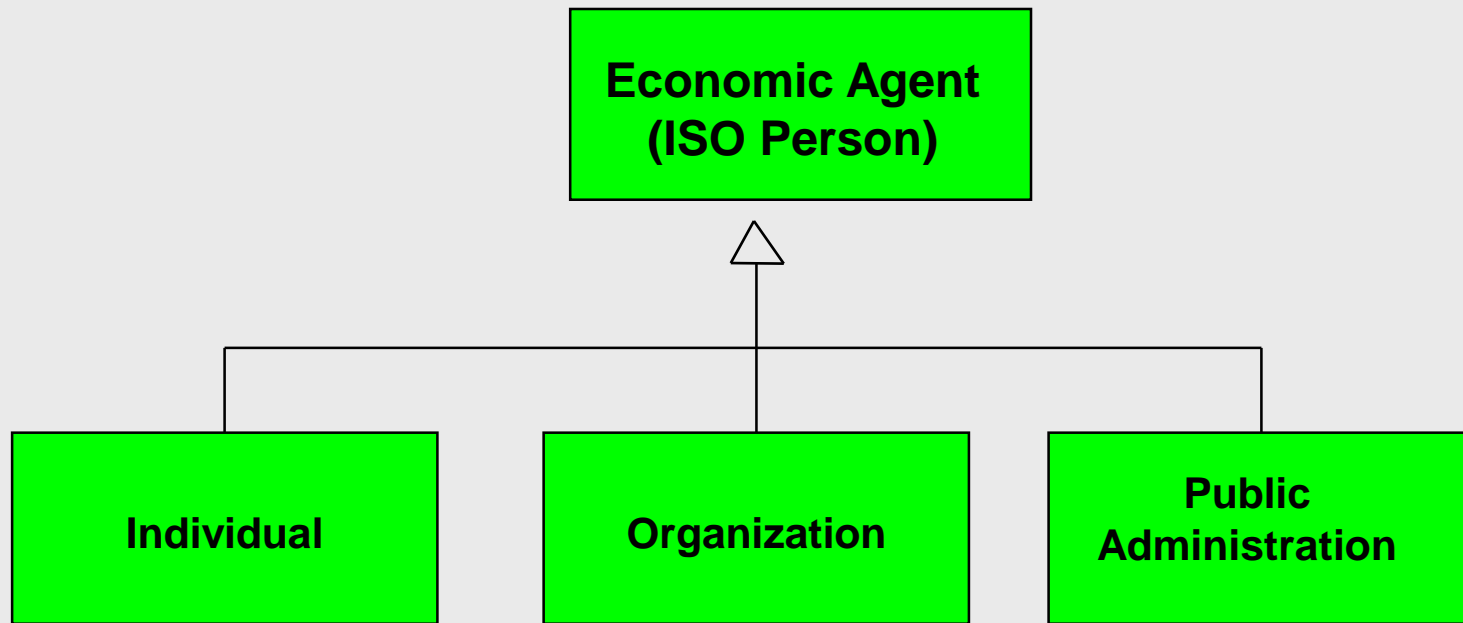 Economic Agent
(ISO Person)
Individual
Organization
Public
Administration